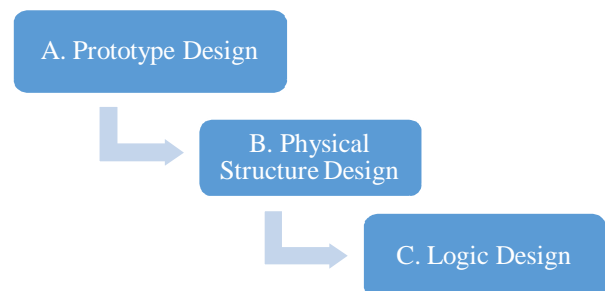 A. Prototype Design
B. Physical
Structure Design
C. Logic Design